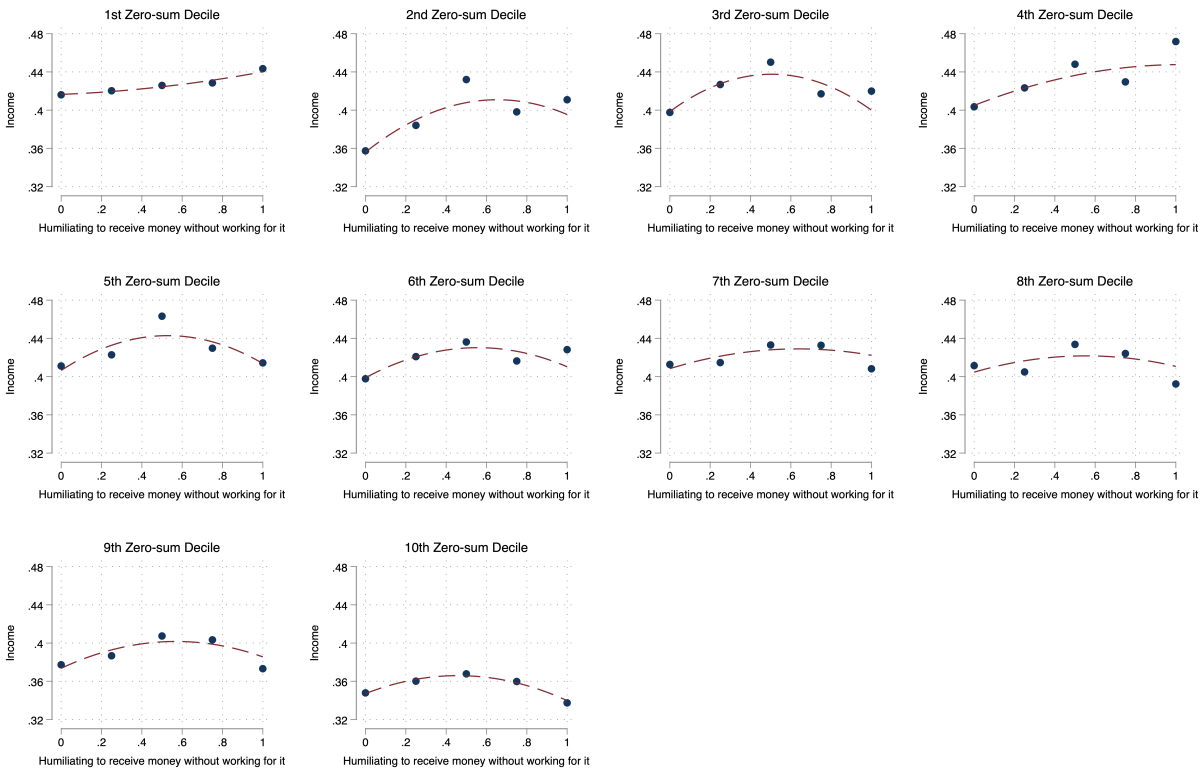 1st Zero-sum Decile
.48
.44
.4
.36
.32
Income
0 .2 .4 .6 .8 1
Humiliating to receive money without working for it
2nd Zero-sum Decile
.48
.44
.4
.36
.32
Income
0 .2 .4 .6 .8 1
Humiliating to receive money without working for it
3rd Zero-sum Decile
.48
.44
.4
.36
.32
Income
0 .2 .4 .6 .8 1
Humiliating to receive money without working for it
4th Zero-sum Decile
.48
.44
.4
.36
.32
Income
0 .2 .4 .6 .8 1
Humiliating to receive money without working for it
5th Zero-sum Decile
.48
.44
.4
.36
.32
Income
0 .2 .4 .6 .8 1
Humiliating to receive money without working for it
6th Zero-sum Decile
.48
.44
.4
.36
.32
Income
0 .2 .4 .6 .8 1
Humiliating to receive money without working for it
7th Zero-sum Decile
.48
.44
.4
.36
.32
Income
0 .2 .4 .6 .8 1
Humiliating to receive money without working for it
8th Zero-sum Decile
.48
.44
.4
.36
.32
Income
0 .2 .4 .6 .8 1
Humiliating to receive money without working for it
9th Zero-sum Decile
.48
.44
.4
.36
.32
Income
0 .2 .4 .6 .8 1
Humiliating to receive money without working for it
10th Zero-sum Decile
.48
.44
.4
.36
.32
Income
0 .2 .4 .6 .8 1
Humiliating to receive money without working for it